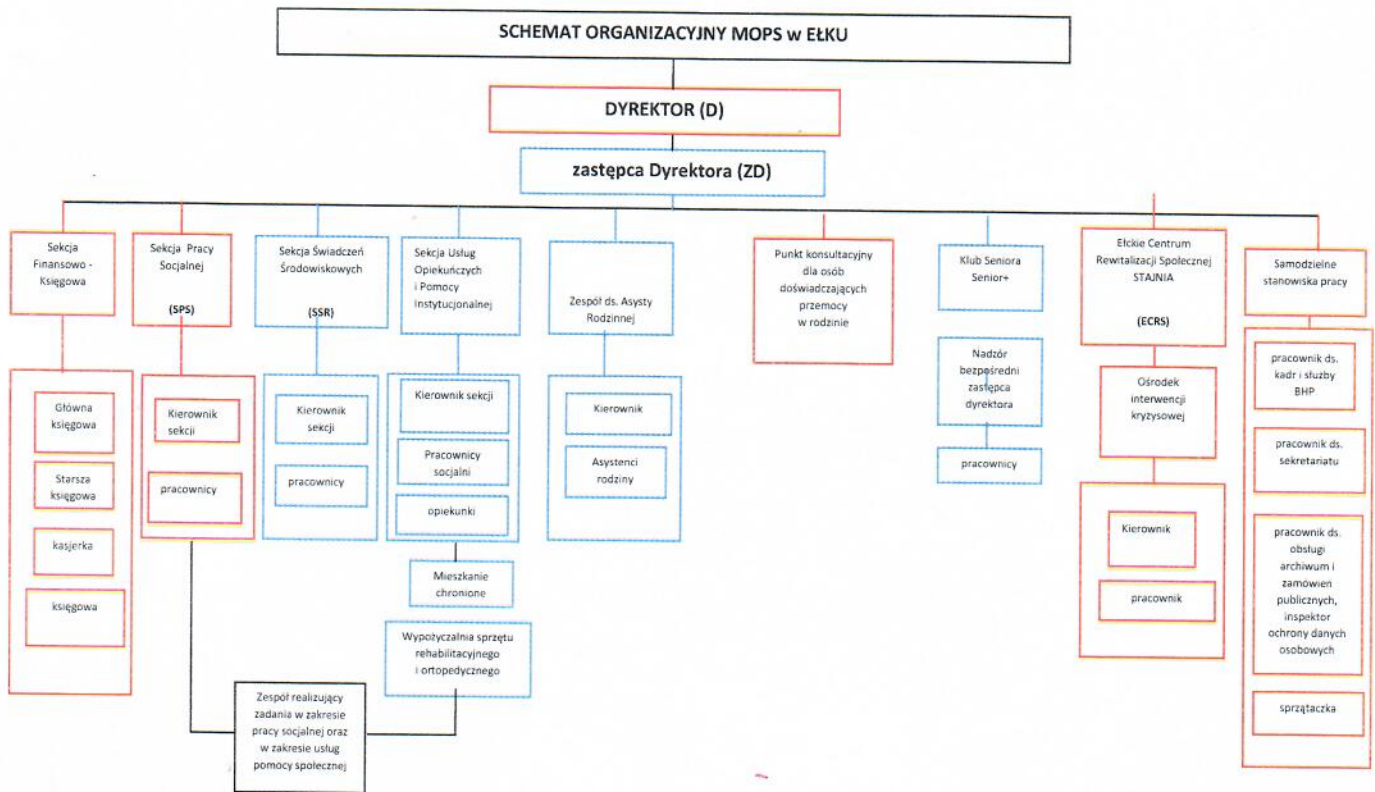 SCHEMAT ORGANIZACYJNY MOPS w EŁKU
DYREKTOR (D)
zastępca Dyrektora (ZD)
Sekcja
Finansowo -
Księgowa
Główna
księgowa
Starsza
księgowa
kasjerka
księgowa
Sekcja Pracy
Socjalnej
(SPS)
Kierownik
sekcji
pracownicy
Sekcja Świadczeń
Środowiskowych
(SSR)
Kierownik
sekcji
pracownicy
Sekcja Usług
Opiekuńczych
i Pomocy
Instytucjonalnej
Kierownik sekcji
Pracownicy
socjalni
opiekunki
Mieszkanie
chronione
Wypożyczalnia sprzętu
rehabilitacyjnego
i ortopedycznego
Zespół realizujący
zadania w zakresie
pracy socjalnej oraz
w zakresie usług
pomocy społecznej
Zespół ds. Asysty
Rodzinnej
Kierownik
Asystenci
rodziny
Punkt konsultacyjny
dla osób
doświadczających
przemocy
w rodzinie
Klub Seniora
Senior+
Nadzór
bezpośredni
zastępca
dyrektora
pracownicy
Ełckie Centrum
Rewitalizacji Społecznej
STAJNIA
(ECRS)
Ośrodek
interwencji
kryzysowej
Kierownik
pracownik
Samodzielne
stanowiska pracy
pracownik ds.
kadr i służby
BHP
pracownik ds.
sekretariatu
pracownik ds.
obsługi
archiwum i
zamówien
publicznych,
inspektor
ochrony danych
osobowych
sprzątaczka